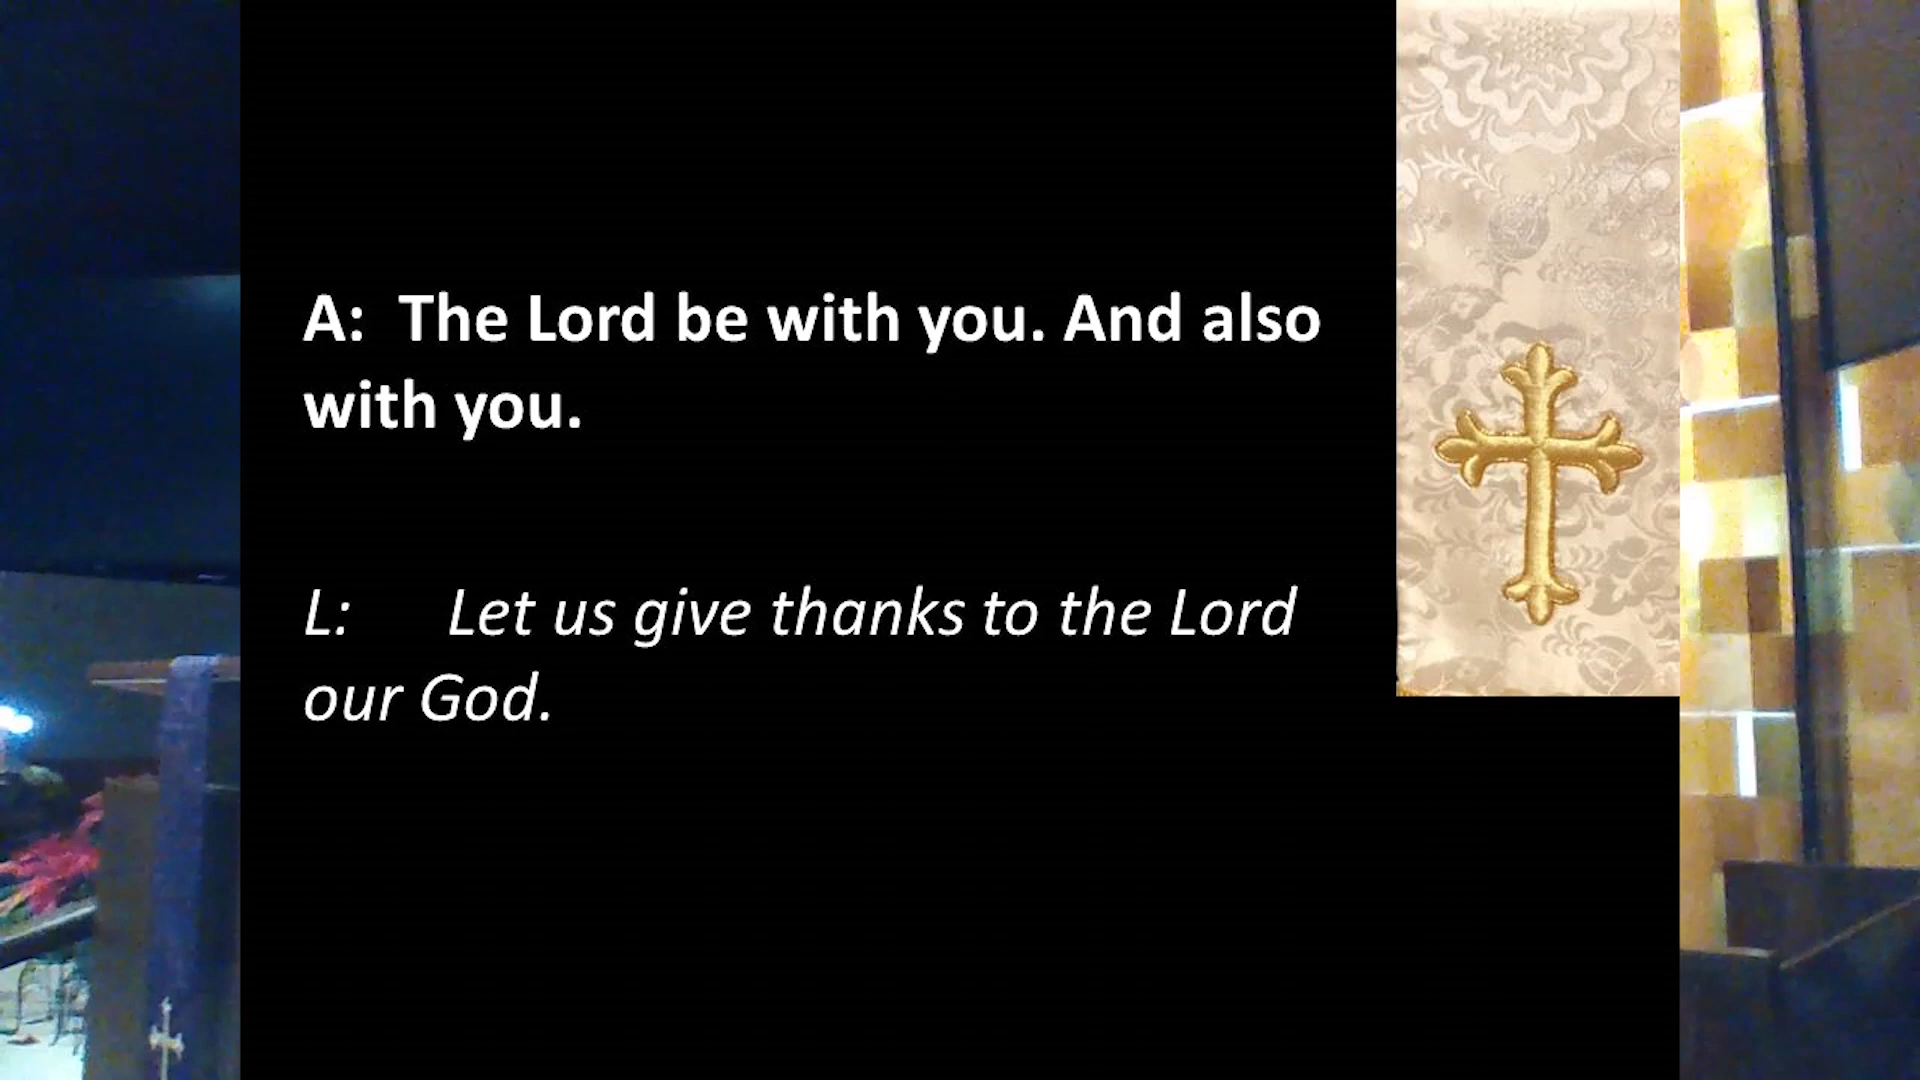 A:  The Lord be with you. And also
with you.
L:      Let us give thanks to the Lord
our God.